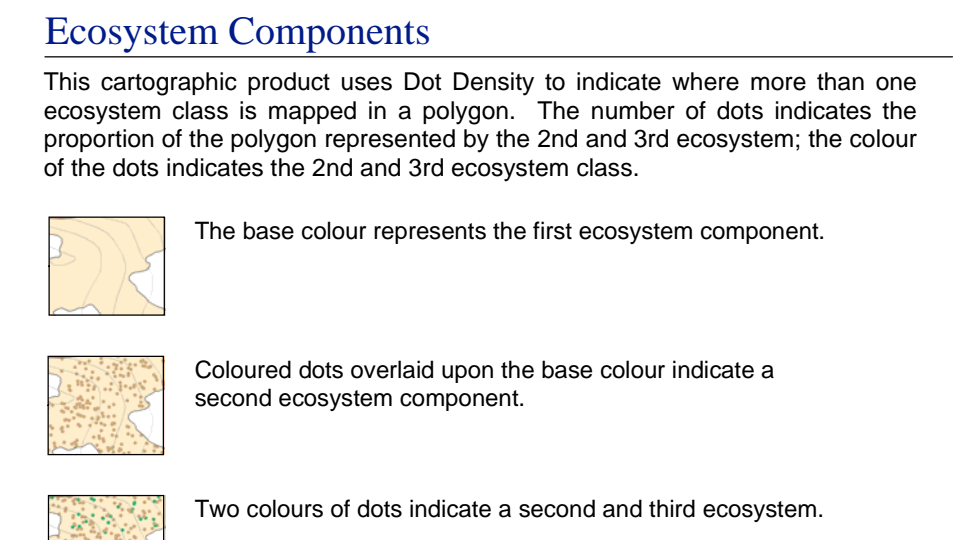 Ecosystem Components
This cartographic product uses Dot Density to indicate where more than one
ecosystem class is mapped in a polygon.  The number of dots indicates the
proportion of the polygon represented by the 2nd and 3rd ecosystem; the colour
of the dots indicates the 2nd and 3rd ecosystem class.
The base colour represents the first ecosystem component.
Coloured dots overlaid upon the base colour indicate a
second ecosystem component.
Two colours of dots indicate a second and third ecosystem.